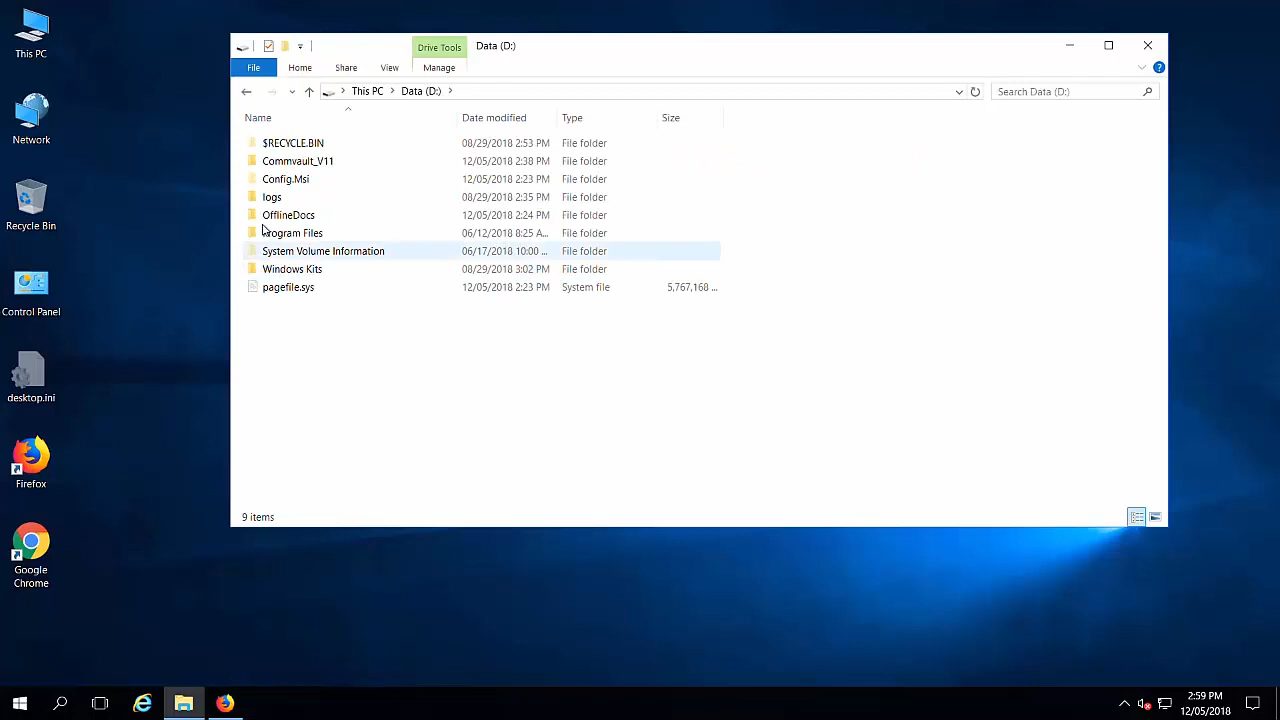 This PC
Network
Recycle Bin
Control Panel
desktop.ini
Firefox
Google
Chrome
Drive Tools
Data (D:)
File
Home
Share
View
Manage
This PC
Data (D:)
Search Data (D:)
Name
Date modified
Type
Size
$RECYCLE.BIN 08/29/2018 2:53 PM File folder
Commvault_V11 12/05/2018 2:38 PM File folder
Config.Msi 12/05/2018 2:23 PM File folder
logs 08/29/2018 2:35 PM File folder
OfflineDocs 12/05/2018 2:24 PM File folder
Program Files 06/12/2018 8:25 A... File folder
System Volume Information 06/17/2018 10:00 ... File folder
Windows Kits 08/29/2018 3:02 PM File folder
pagefile.sys 12/05/2018 2:23 PM System file 5,767,168 ...
9 items
2:59 PM
12/05/2018